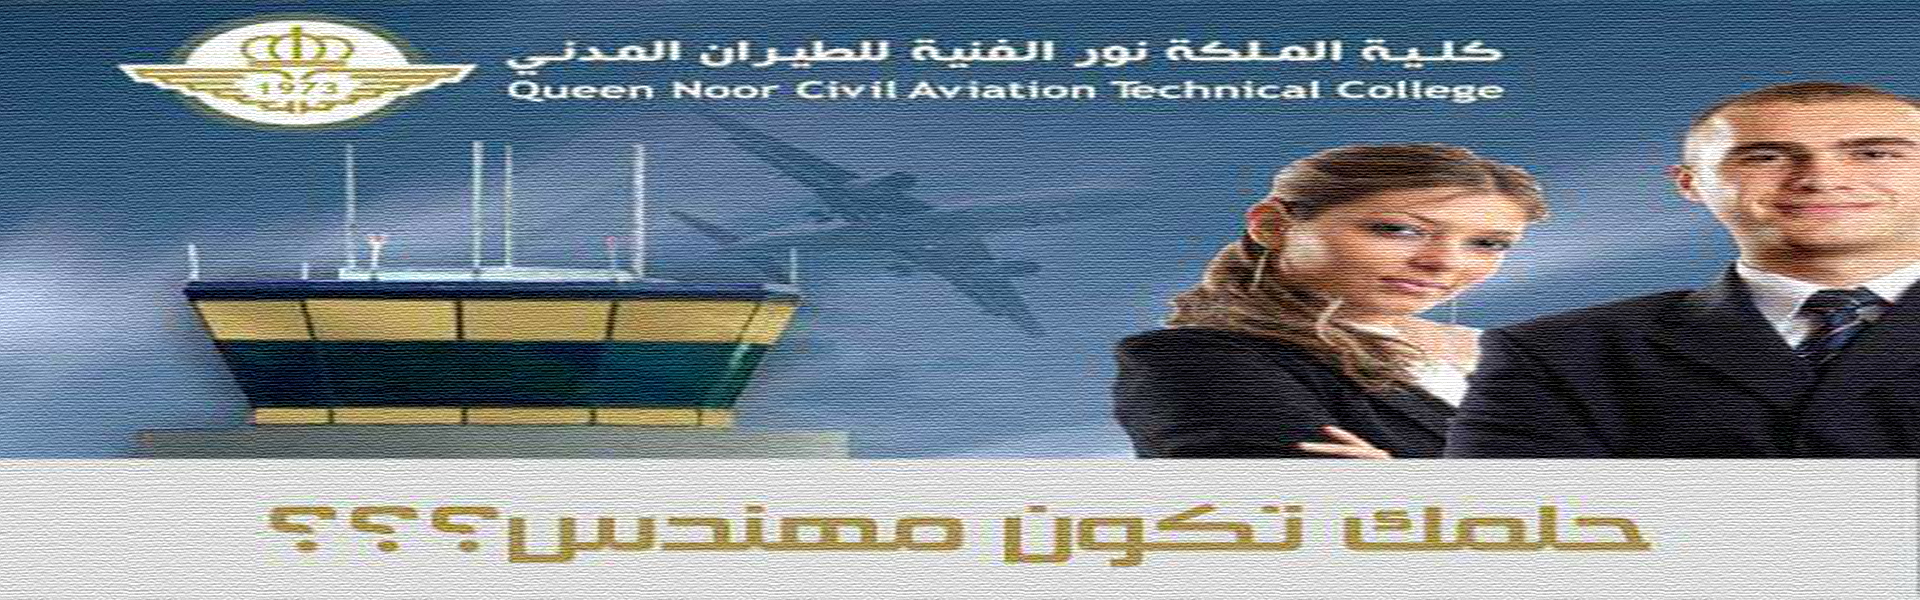 1973
كلية الملكة نور الفنية للطيران المدني
Queen Noor Civil Aviation Technical College
حلمك تكون مهندس؟؟؟